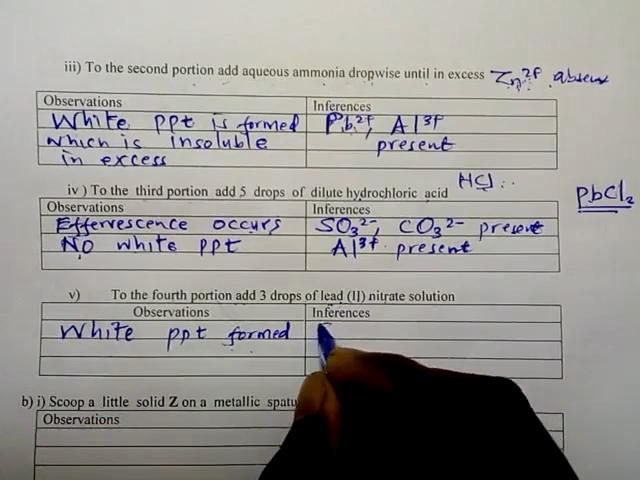 iii) To the second portion add aqueous ammonia dropwise until in excess Zn²⁺ absent
Observations Inferences
White ppt is formed Pb²⁺, Al³⁺
which is insoluble present
in excess
HCl
iv) To the third portion add 5 drops of dilute hydrochloric acid PbCl₂
Observations Inferences
Effervescence occurs SO₃²⁻, CO₃²⁻ present
No white ppt Al³⁺ present
v) To the fourth portion add 3 drops of lead (II) nitrate solution
Observations Inferences
White ppt formed
b) i) Scoop a little solid Z on a metallic
Observations